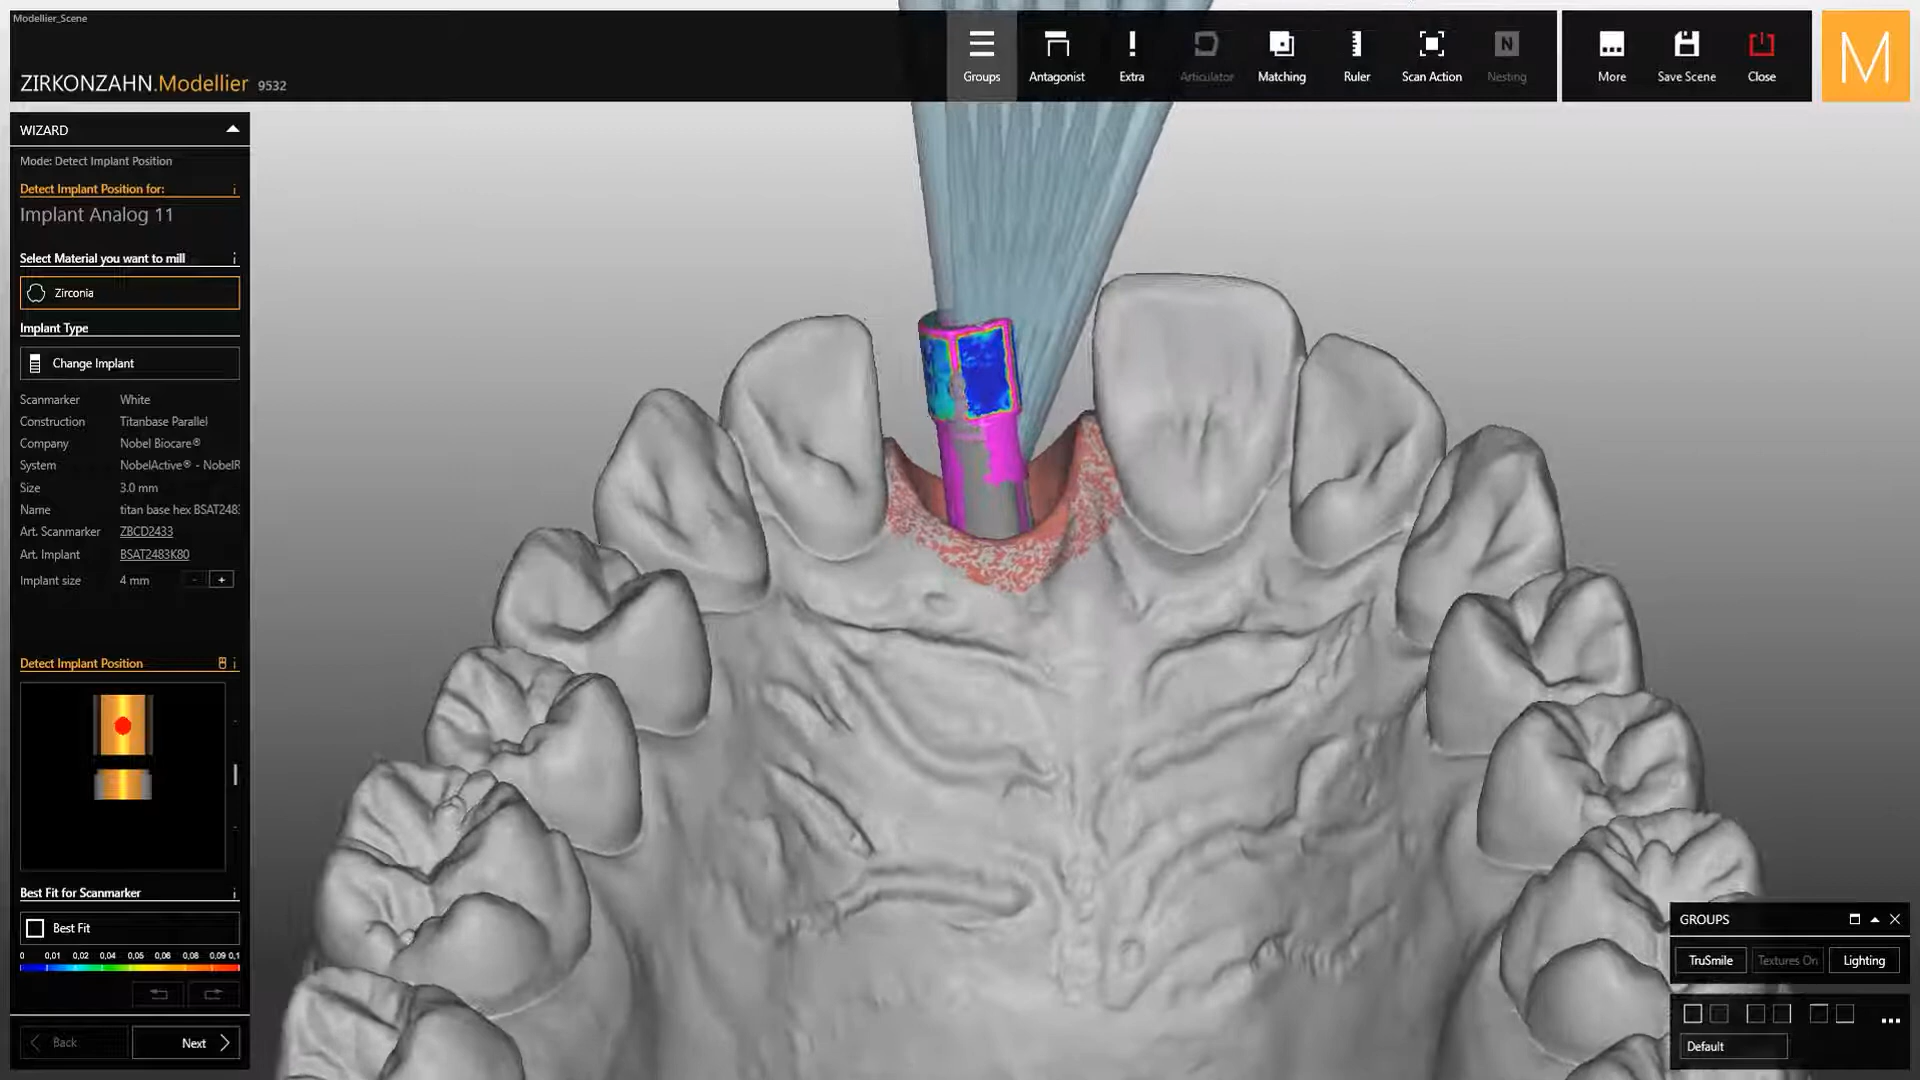 Modellier_Scene
ZIRKONZAHN.Modellier 9532
Groups Antagonist Extra Articulator Matching Ruler Scan Action Nesting More Save Scene Close M
WIZARD
Mode: Detect Implant Position
Detect Implant Position for: i
Implant Analog 11
Select Material you want to mill i
Zirconia
Implant Type
Change Implant
Scanmarker White
Construction Titanbase Parallel
Company Nobel Biocare®
System NobelActive® - NobelR
Size 3.0 mm
Name titan base hex BSAT248
Art. Scanmarker ZBCD2433
Art. Implant BSAT2483K80
Implant size 4 mm - +
Detect Implant Position i
Best Fit for Scanmarker i
Best Fit
0 0,01 0,02 0,04 0,05 0,06 0,08 0,09 0,1
Back Next
GROUPS
TruSmile Textures On Lighting
Default